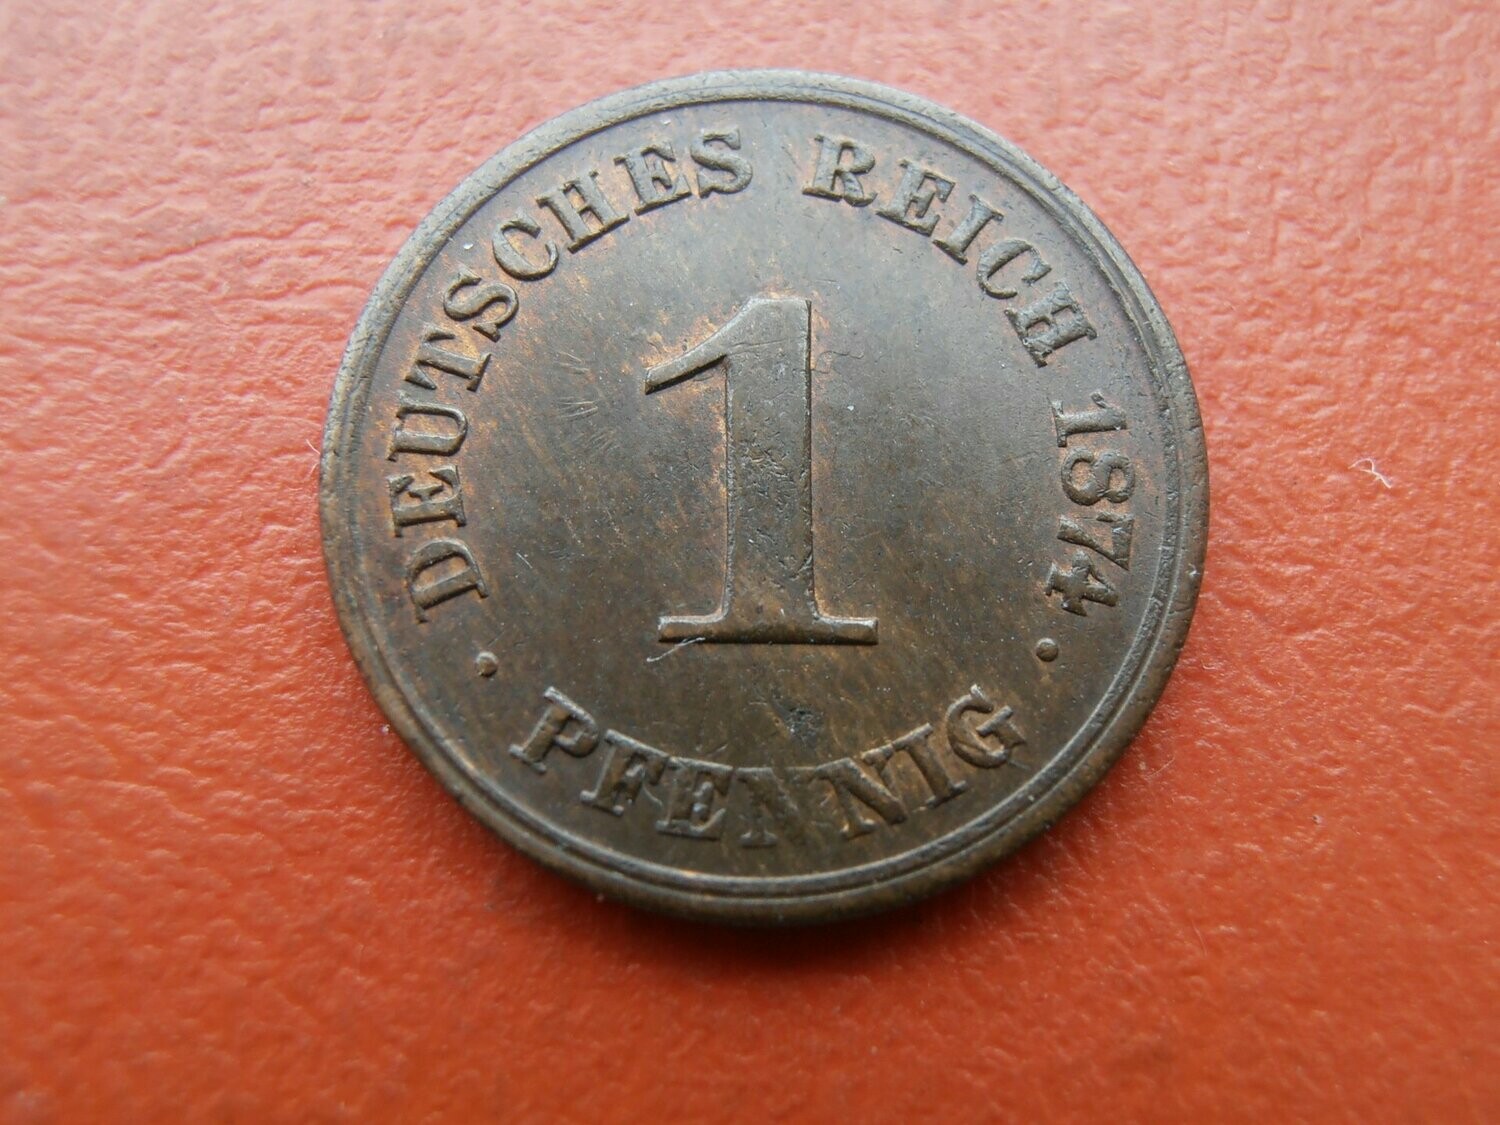 DEUTSCHES REICH 1874
1
· PFENNIG ·